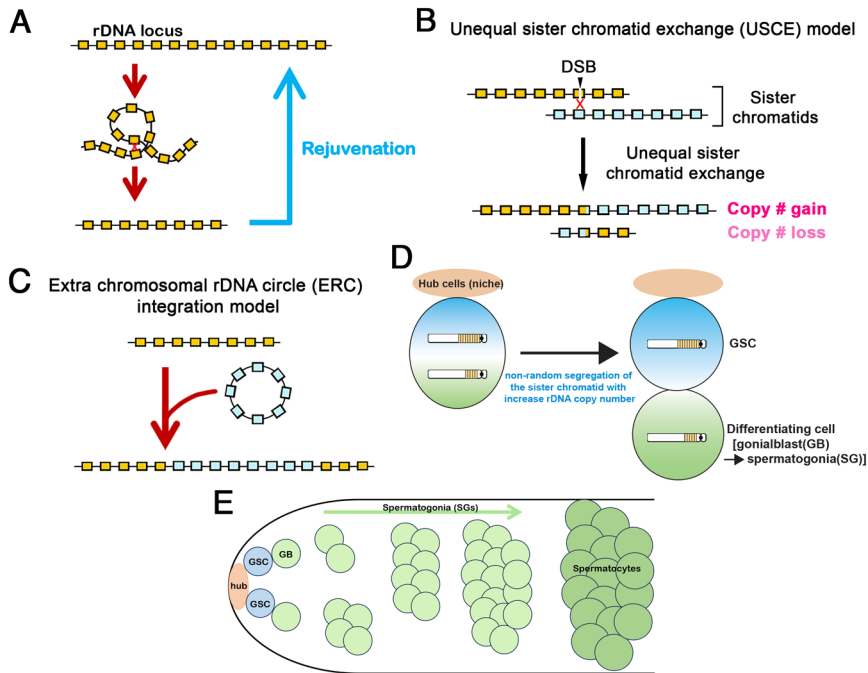 A
rDNA locus
Rejuvenation
B
Unequal sister chromatid exchange (USCE) model
DSB
Sister
chromatids
Unequal sister
chromatid exchange
Copy # gain
Copy # loss
C
Extra chromosomal rDNA circle (ERC)
integration model
D
Hub cells (niche)
non-random segregation of
the sister chromatid with
increase rDNA copy number
GSC
Differentiating cell
[gonialblast(GB)
spermatogonia(SG)]
E
Spermatogonia (SGs)
GSC
GB
hub
GSC
Spermatocytes